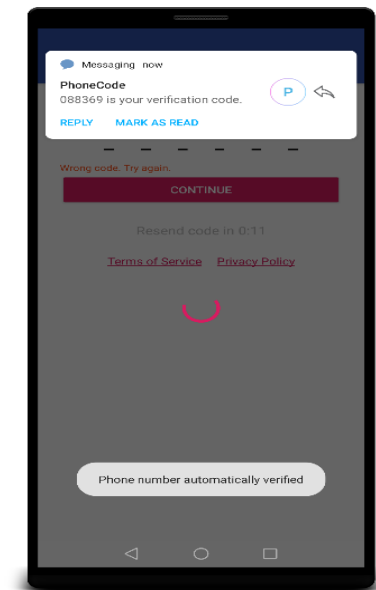 Messaging now
PhoneCode
088369 is your verification code.
P
REPLY MARK AS READ
Wrong code. Try again.
CONTINUE
Resend code in 0:11
Terms of Service Privacy Policy
Phone number automatically verified